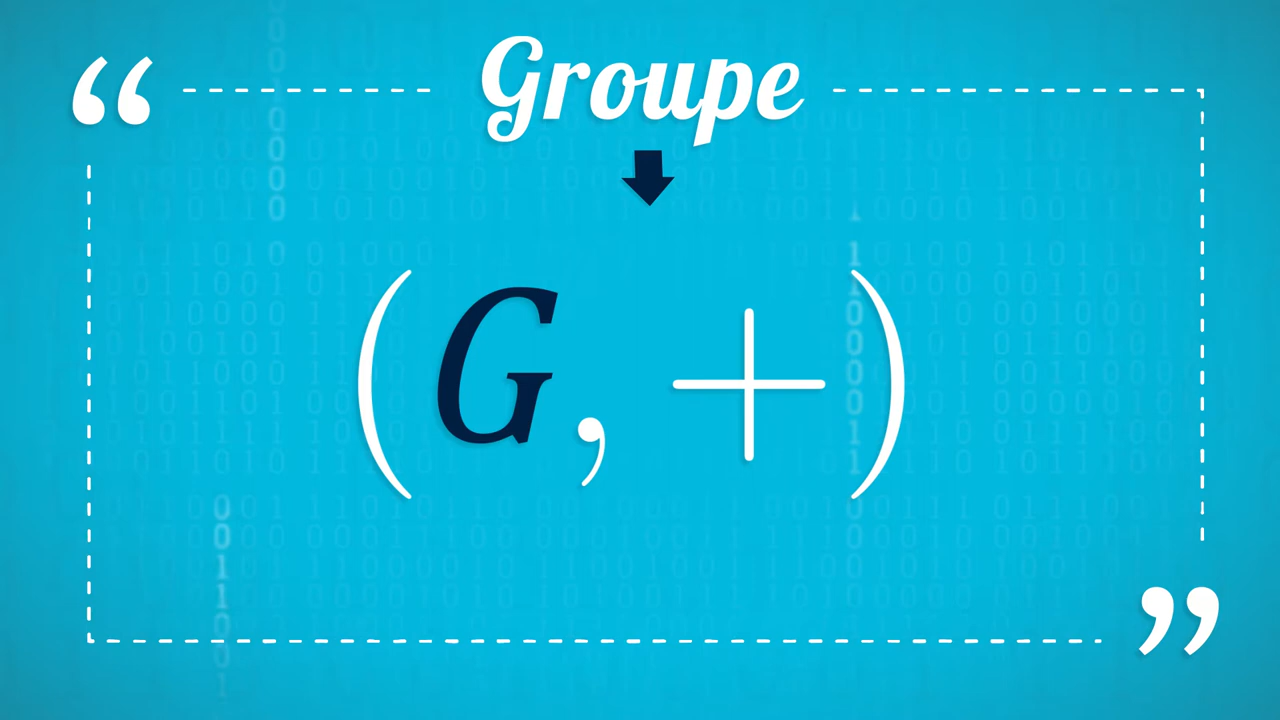 “ Groupe
(G, +)
”